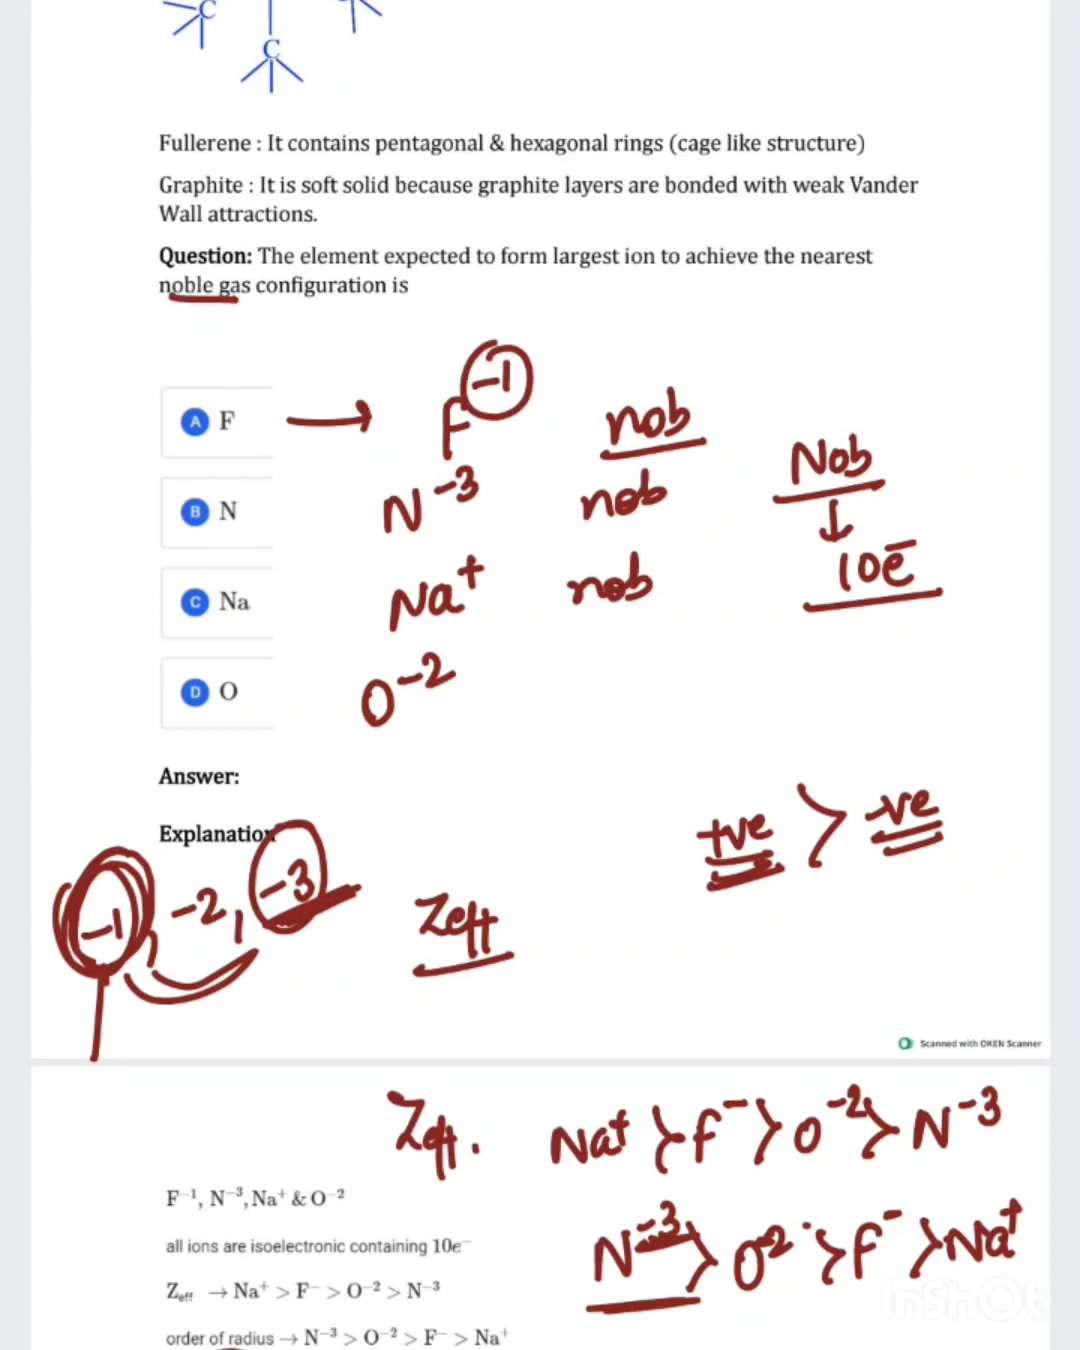 C
C
Fullerene : It contains pentagonal & hexagonal rings (cage like structure)
Graphite : It is soft solid because graphite layers are bonded with weak Vander
Wall attractions.
Question: The element expected to form largest ion to achieve the nearest
noble gas configuration is
A F → F⁻¹ nob
B N N⁻³ nob Nob
↓
10e̅
C Na Na⁺ nob
D O O⁻²
Answer:
Explanation
+ve > -ve
-1, -2, -3
Zeff
Scanned with OKEN Scanner
Zeff. Na⁺ > F⁻ > O⁻² > N⁻³
F⁻¹, N⁻³, Na⁺ & O⁻²
N⁻³ > O⁻² > F⁻ > Na⁺
all ions are isoelectronic containing 10e⁻
Zeff → Na⁺ > F⁻ > O⁻² > N⁻³
InShOt
order of radius → N⁻³ > O⁻² > F⁻ > Na⁺